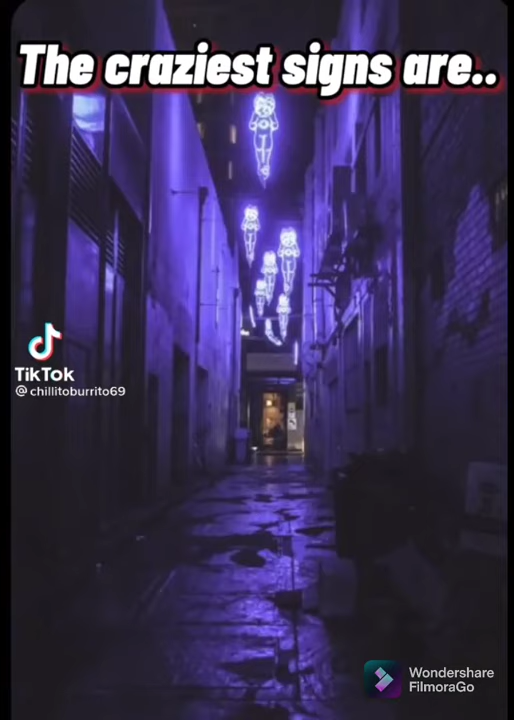 The craziest signs are..
TikTok
@chillitoburrito69
Wondershare
FilmoraGo